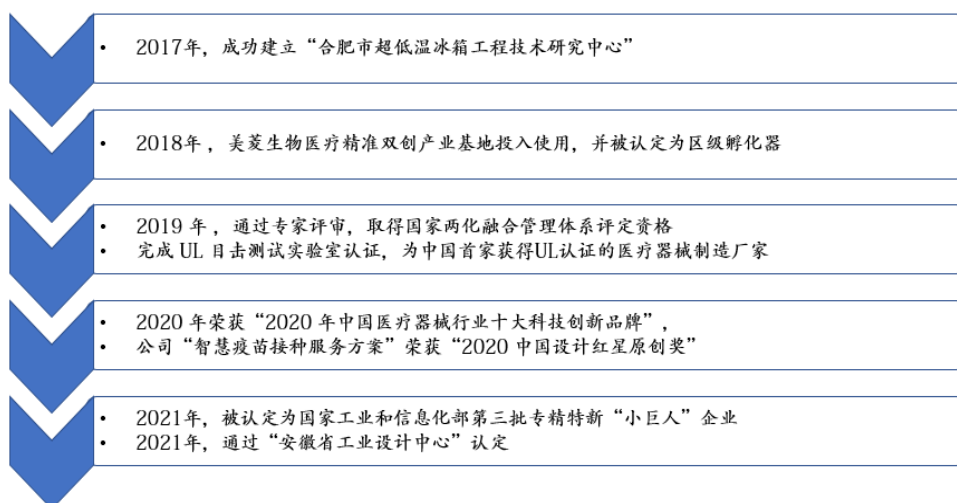 • 2017年，成功建立“合肥市超低温冰箱工程技术研究中心”
• 2018年 ，美菱生物医疗精准双创产业基地投入使用，并被认定为区级孵化器
• 2019 年 ，通过专家评审，取得国家两化融合管理体系评定资格
• 完成 UL 目击测试实验室认证，为中国首家获得UL认证的医疗器械制造厂家
• 2020 年荣获“2020 年中国医疗器械行业十大科技创新品牌”，
• 公司“智慧疫苗接种服务方案”荣获“2020 中国设计红星原创奖”
• 2021年，被认定为国家工业和信息化部第三批专精特新“小巨人”企业
• 2021年，通过“安徽省工业设计中心”认定